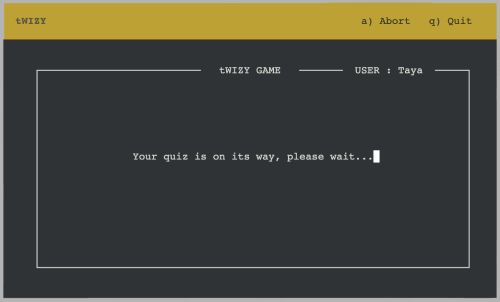 tWIZY a) Abort q) Quit
tWIZY GAME USER : Taya
Your quiz is on its way, please wait...